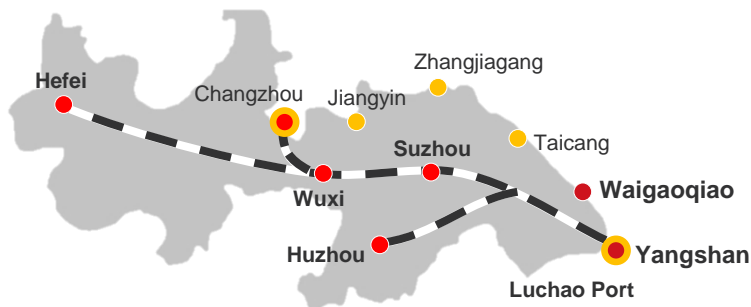 Zhangjiagang
Hefei
Changzhou
Jiangyin
Taicang
Suzhou
Waigaoqiao
Wuxi
Huzhou
Yangshan
Luchao Port